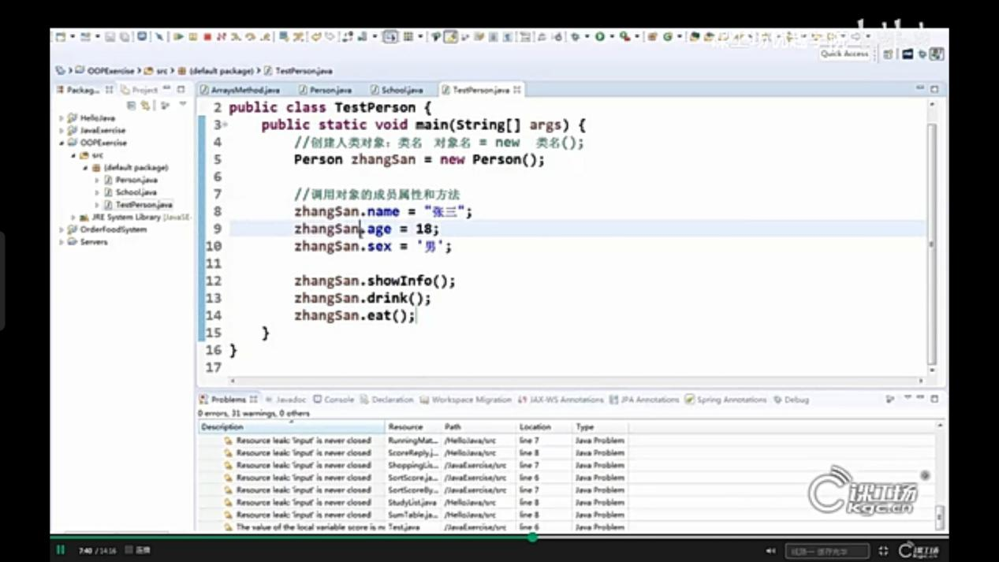 Quick Access
OOPExercise > src > (default package) > TestPerson.java
Packag... Project
ArraysMethod.java Person.java School.java TestPerson.java
HelloJava
JavaExercise
OOPExercise
src
(default package)
Person.java
School.java
TestPerson.java
JRE System Library [JavaSE-
OrderFoodSystem
Servers
2 public class TestPerson {
3 public static void main(String[] args) {
4 //创建人类对象：类名 对象名 = new 类名();
5 Person zhangSan = new Person();
6
7 //调用对象的成员属性和方法
8 zhangSan.name = "张三";
9 zhangSan.age = 18;
10 zhangSan.sex = '男';
11
12 zhangSan.showInfo();
13 zhangSan.drink();
14 zhangSan.eat();
15 }
16 }
17
Problems Javadoc Console Declaration Workspace Migration JAX-WS Annotations JPA Annotations Spring Annotations Debug
0 errors, 31 warnings, 0 others
Description Resource Path Location Type
Resource leak: 'input' is never closed RunningMat... /HelloJava/src line 7 Java Problem
Resource leak: 'input' is never closed ScoreReply.j... /HelloJava/src line 8 Java Problem
Resource leak: 'input' is never closed ShoppingLis... /JavaExercise/src line 7 Java Problem
Resource leak: 'input' is never closed SortScore.ja... /JavaExercise/src line 6 Java Problem
Resource leak: 'input' is never closed SortScoreBy... /JavaExercise/src line 7 Java Problem
Resource leak: 'input' is never closed StudyList.java /HelloJava/src line 8 Java Problem
Resource leak: 'input' is never closed SumTable.ja... /HelloJava/src line 8 Java Problem
The value of the local variable score is n Test.java /JavaExercise/src line 6 Java Problem
课工场
kgc.cn
7:40 / 14:16
课工场